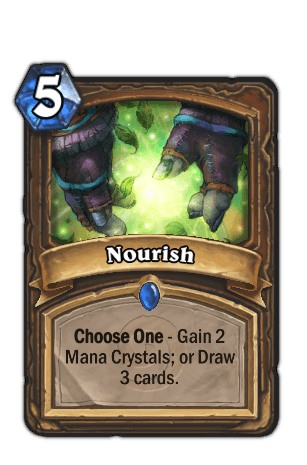 5
Nourish
Choose One - Gain 2
Mana Crystals; or Draw
3 cards.